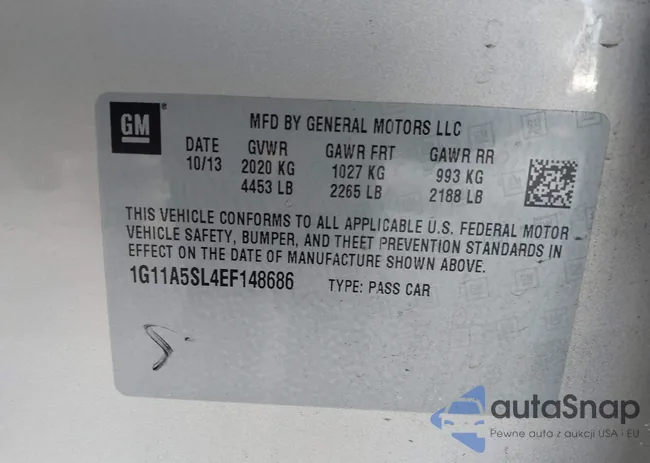 GM
MFD BY GENERAL MOTORS LLC
DATE GVWR GAWR FRT GAWR RR
10/13 2020 KG 1027 KG 993 KG
4453 LB 2265 LB 2188 LB
THIS VEHICLE CONFORMS TO ALL APPLICABLE U.S. FEDERAL MOTOR
VEHICLE SAFETY, BUMPER, AND THEFT PREVENTION STANDARDS IN
EFFECT ON THE DATE OF MANUFACTURE SHOWN ABOVE.
1G11A5SL4EF148686 TYPE: PASS CAR
autaSnap
Pewne auto z aukcji USA i EU